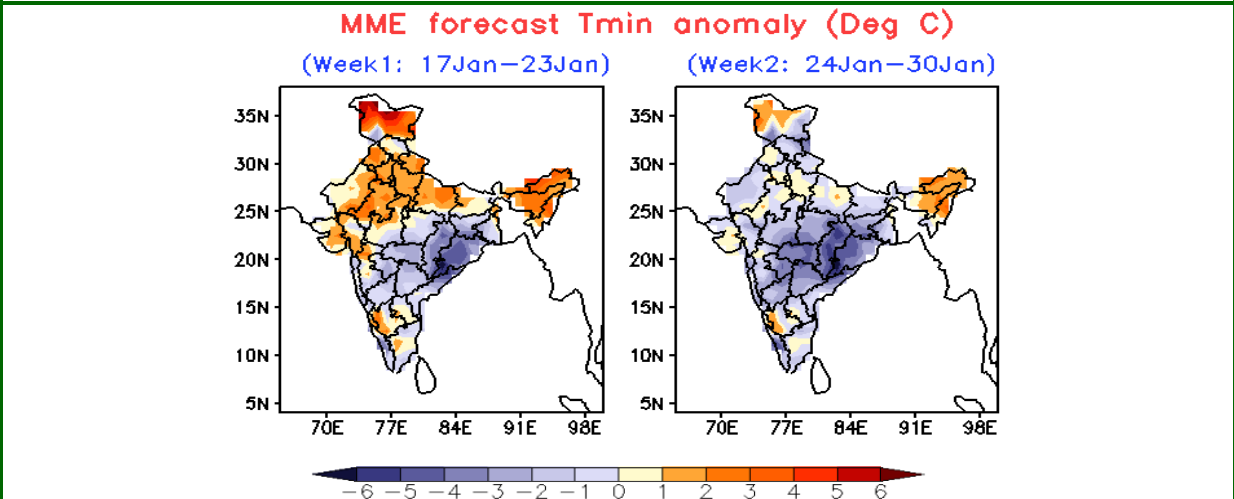 MME forecast Tmin anomaly (Deg C)
(Week1: 17Jan–23Jan) (Week2: 24Jan–30Jan)
35N 35N
30N 30N
25N 25N
20N 20N
15N 15N
10N 10N
5N 5N
70E 77E 84E 91E 98E 70E 77E 84E 91E 98E
−6 −5 −4 −3 −2 −1 0 1 2 3 4 5 6